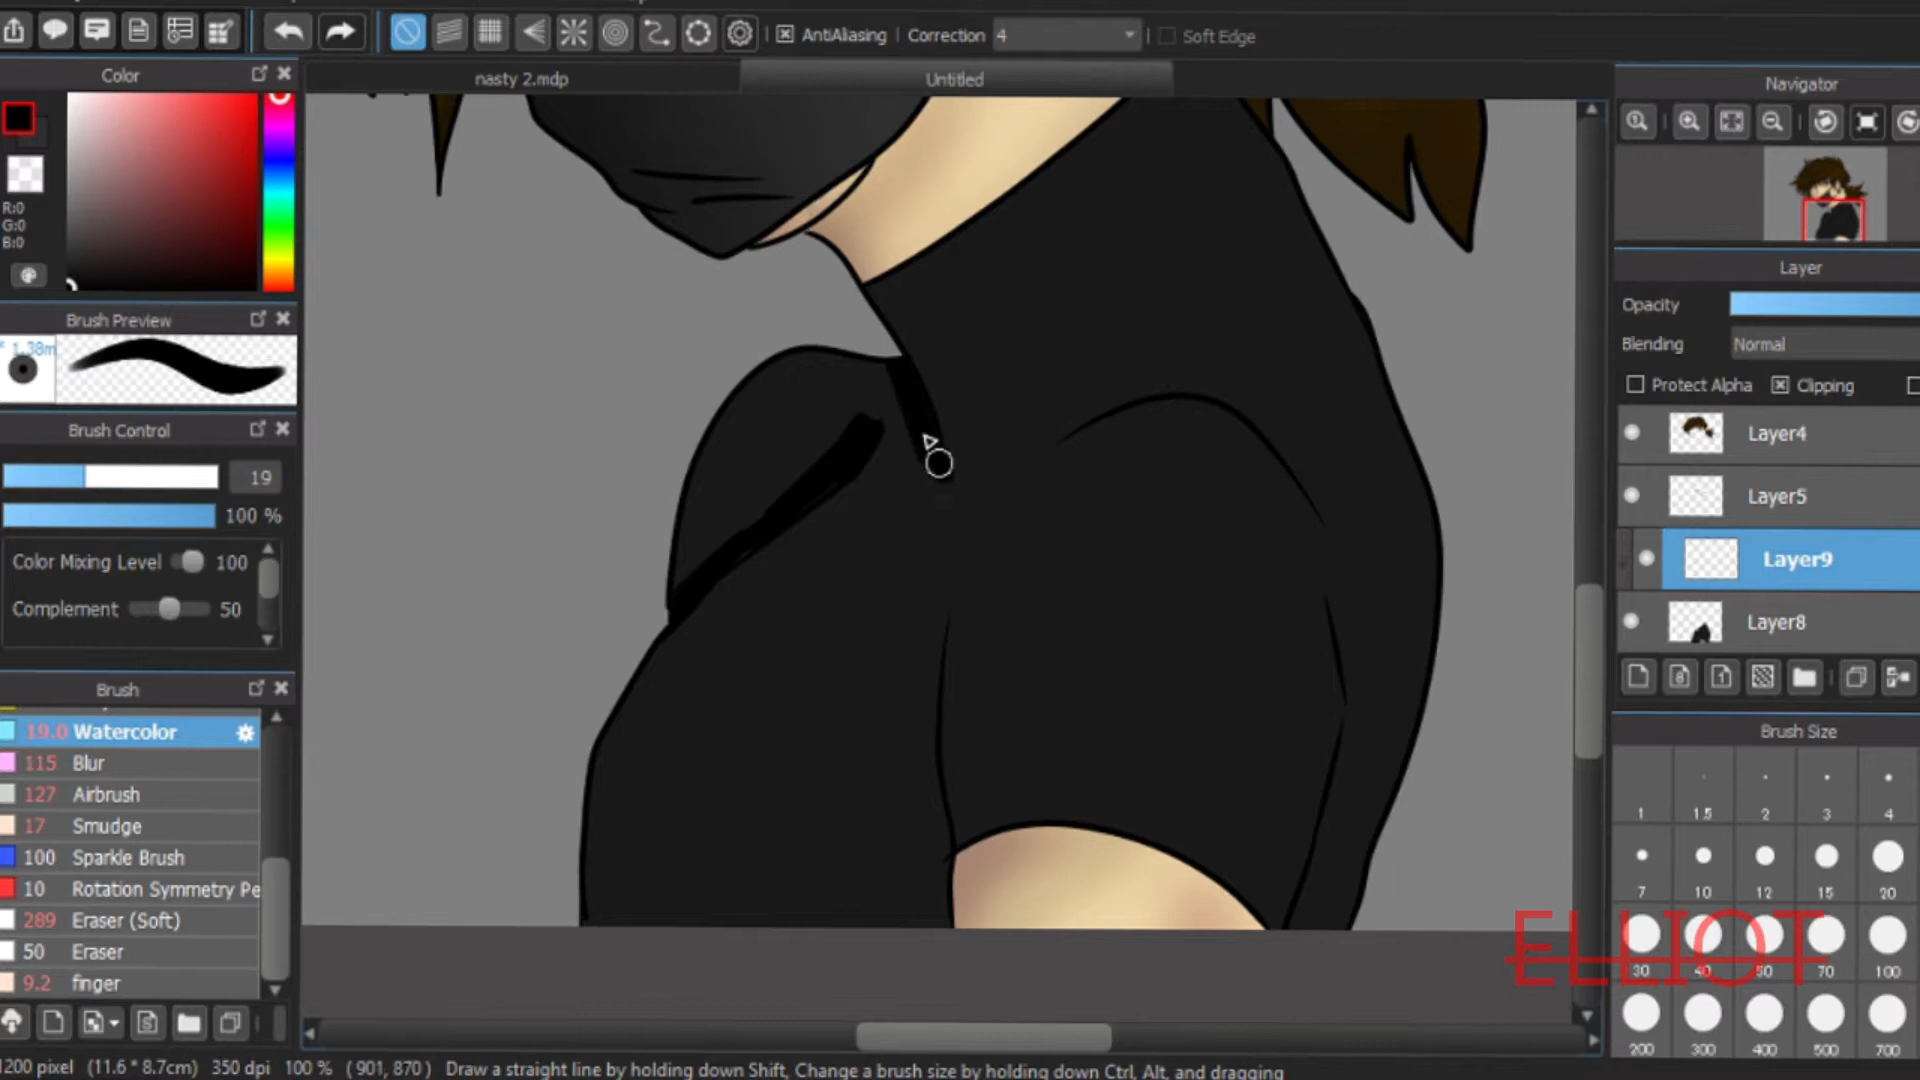 AntiAliasing
Correction
4
Soft Edge
Color
nasty 2.mdp
Untitled
Navigator
R:0
G:0
B:0
Layer
Opacity
Brush Preview
Blending
Normal
1.38m
Protect Alpha
Clipping
Brush Control
Layer4
19
Layer5
100 %
Color Mixing Level
100
Layer9
Complement
50
Layer8
Brush
Brush Size
19.0 Watercolor
115 Blur
127 Airbrush
17 Smudge
100 Sparkle Brush
10 Rotation Symmetry Pe
289 Eraser (Soft)
50 Eraser
9.2 finger
1
1.5
2
3
4
7
10
12
15
20
ELLIOT
30
40
50
70
100
200
300
400
500
700
1200 pixel
(11.6 * 8.7cm)
350 dpi
100 %
( 901, 870 )
Draw a straight line by holding down Shift, Change a brush size by holding down Ctrl, Alt, and dragging